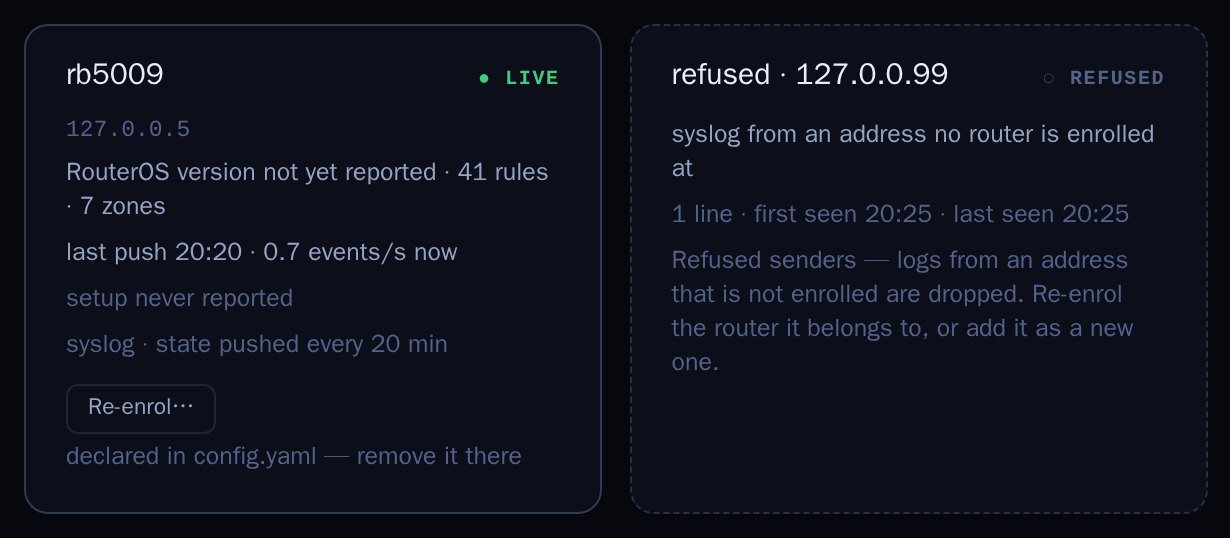 rb5009
● LIVE
127.0.0.5
RouterOS version not yet reported · 41 rules
· 7 zones
last push 20:20 · 0.7 events/s now
setup never reported
syslog · state pushed every 20 min
Re-enrol···
declared in config.yaml — remove it there
refused · 127.0.0.99
○ REFUSED
syslog from an address no router is enrolled
at
1 line · first seen 20:25 · last seen 20:25
Refused senders — logs from an address
that is not enrolled are dropped. Re-enrol
the router it belongs to, or add it as a new
one.